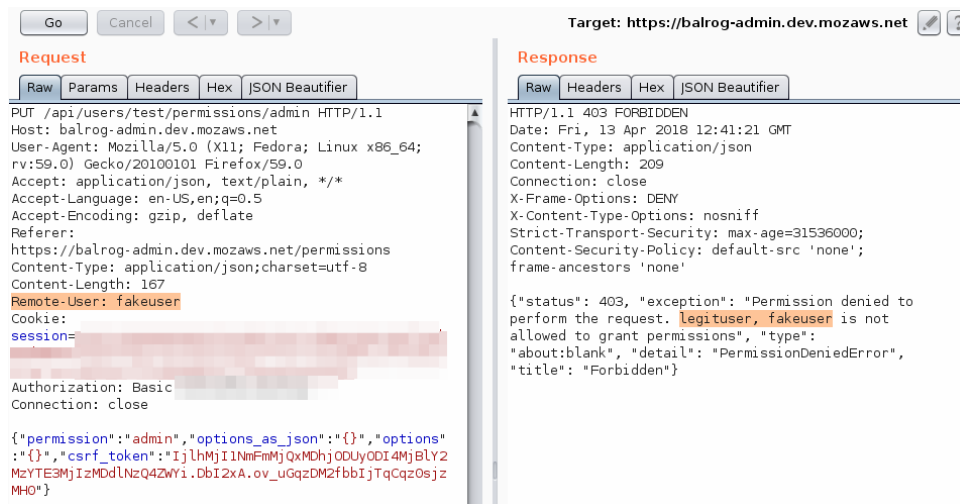 Go
Cancel
<
>
Target: https://balrog-admin.dev.mozaws.net
?
Request
Raw
Params
Headers
Hex
JSON Beautifier
PUT /api/users/test/permissions/admin HTTP/1.1
Host: balrog-admin.dev.mozaws.net
User-Agent: Mozilla/5.0 (X11; Fedora; Linux x86_64;
rv:59.0) Gecko/20100101 Firefox/59.0
Accept: application/json, text/plain, */*
Accept-Language: en-US,en;q=0.5
Accept-Encoding: gzip, deflate
Referer:
https://balrog-admin.dev.mozaws.net/permissions
Content-Type: application/json;charset=utf-8
Content-Length: 167
Remote-User: fakeuser
Cookie:
session=
Authorization: Basic
Connection: close
{"permission":"admin","options_as_json":"{}","options"
:"{}","csrf_token":"IjlhMjI1NmFmMjQxMDhjODUyODI4MjBlY2
MzYTE3MjIzMDdlNzQ4ZWYi.DbI2xA.ov_uGqzDM2fbbIjTqCqzOsjz
MH0"}
Response
Raw
Headers
Hex
JSON Beautifier
HTTP/1.1 403 FORBIDDEN
Date: Fri, 13 Apr 2018 12:41:21 GMT
Content-Type: application/json
Content-Length: 209
Connection: close
X-Frame-Options: DENY
X-Content-Type-Options: nosniff
Strict-Transport-Security: max-age=31536000;
Content-Security-Policy: default-src 'none';
frame-ancestors 'none'
{"status": 403, "exception": "Permission denied to
perform the request. legituser, fakeuser is not
allowed to grant permissions", "type":
"about:blank", "detail": "PermissionDeniedError",
"title": "Forbidden"}